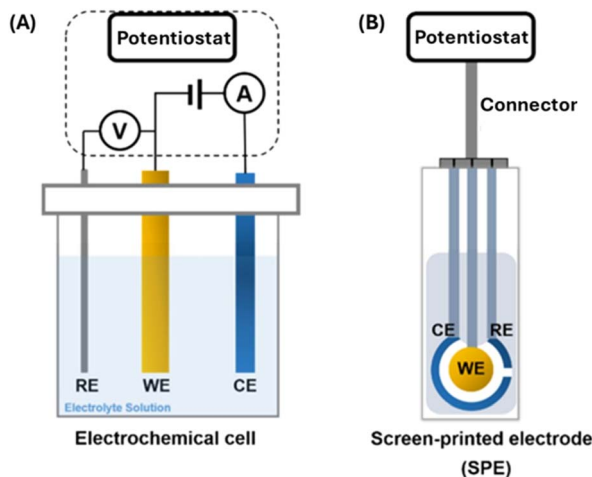 (A)
Potentiostat
V
A
RE
WE
CE
Electrolyte Solution
Electrochemical cell
(B)
Potentiostat
Connector
CE
RE
WE
Screen-printed electrode
(SPE)